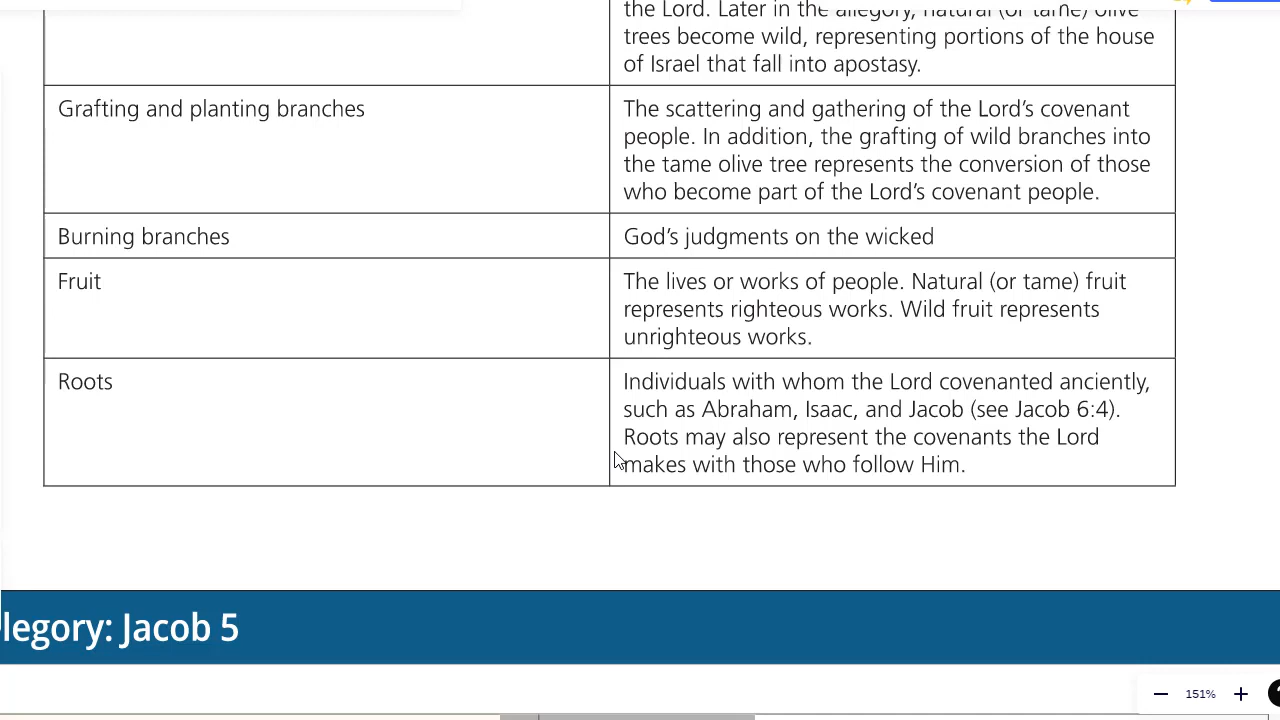 the Lord. Later in the allegory, natural (or tame) olive
trees become wild, representing portions of the house
of Israel that fall into apostasy.
Grafting and planting branches
The scattering and gathering of the Lord’s covenant
people. In addition, the grafting of wild branches into
the tame olive tree represents the conversion of those
who become part of the Lord’s covenant people.
Burning branches
God’s judgments on the wicked
Fruit
The lives or works of people. Natural (or tame) fruit
represents righteous works. Wild fruit represents
unrighteous works.
Roots
Individuals with whom the Lord covenanted anciently,
such as Abraham, Isaac, and Jacob (see Jacob 6:4).
Roots may also represent the covenants the Lord
makes with those who follow Him.
legory: Jacob 5
151%